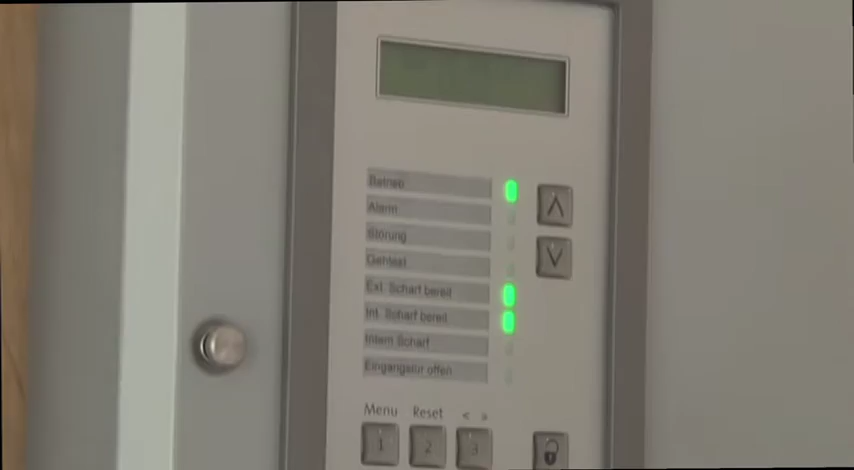 Betrieb
Alarm
Störung
Gehtest
Ext. Scharf bereit
Int. Scharf bereit
Intern Scharf
Eingangstür offen
Menu Reset < >
1 2 3